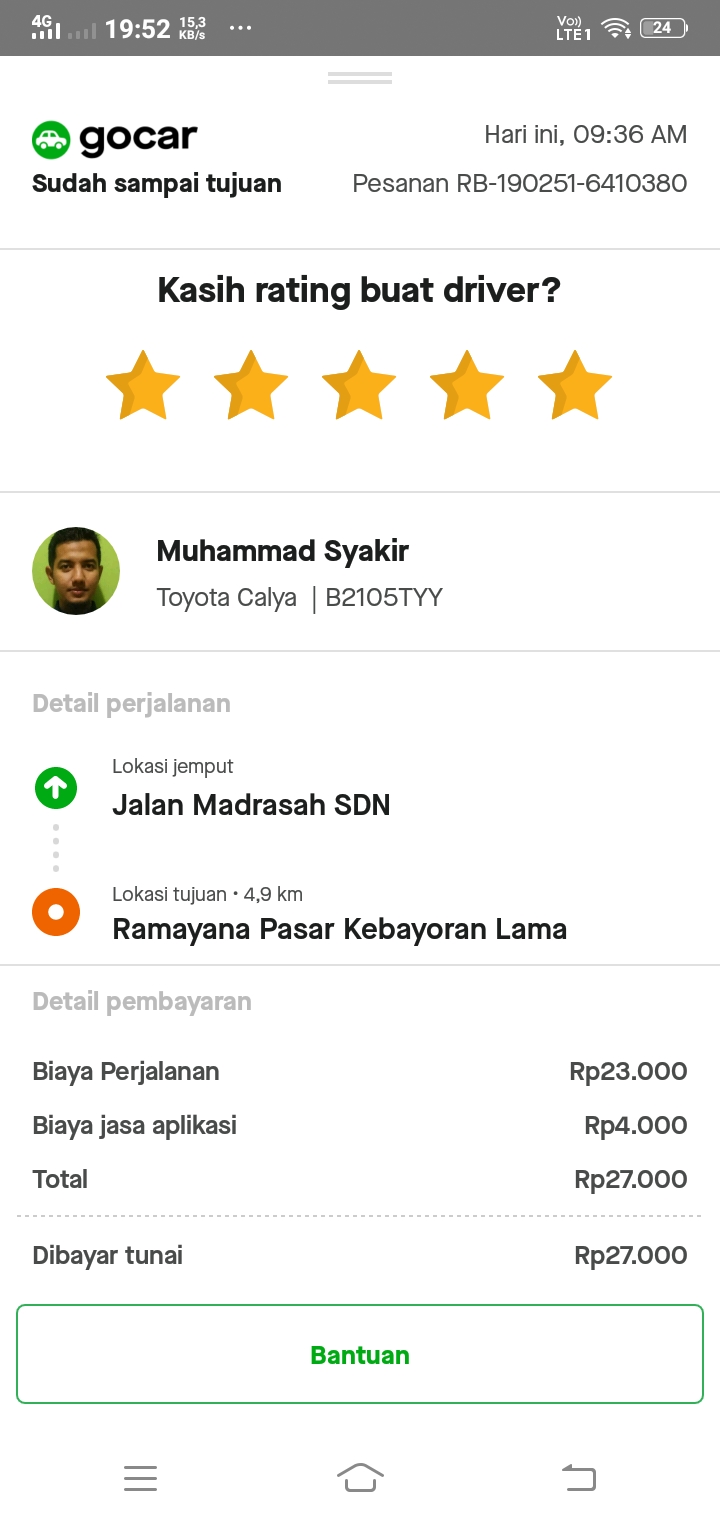 4G 19:52 15,3 KB/s ... Vo)) LTE1 24
gocar
Hari ini, 09:36 AM
Sudah sampai tujuan
Pesanan RB-190251-6410380
Kasih rating buat driver?
Muhammad Syakir
Toyota Calya | B2105TYY
Detail perjalanan
Lokasi jemput
Jalan Madrasah SDN
Lokasi tujuan • 4,9 km
Ramayana Pasar Kebayoran Lama
Detail pembayaran
Biaya Perjalanan Rp23.000
Biaya jasa aplikasi Rp4.000
Total Rp27.000
Dibayar tunai Rp27.000
Bantuan